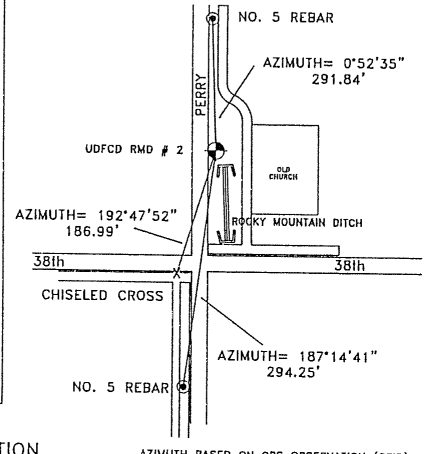 NO. 5 REBAR
AZIMUTH= 0°52'35"
291.84'
PERRY
UDFCD RMD # 2
OLD
CHURCH
AZIMUTH= 192°47'52"
186.99'
ROCKY MOUNTAIN DITCH
38th
38th
CHISELED CROSS
AZIMUTH= 187°14'41"
294.25'
NO. 5 REBAR
TION
AZIMUTH BASED ON GPS OBSERVATION